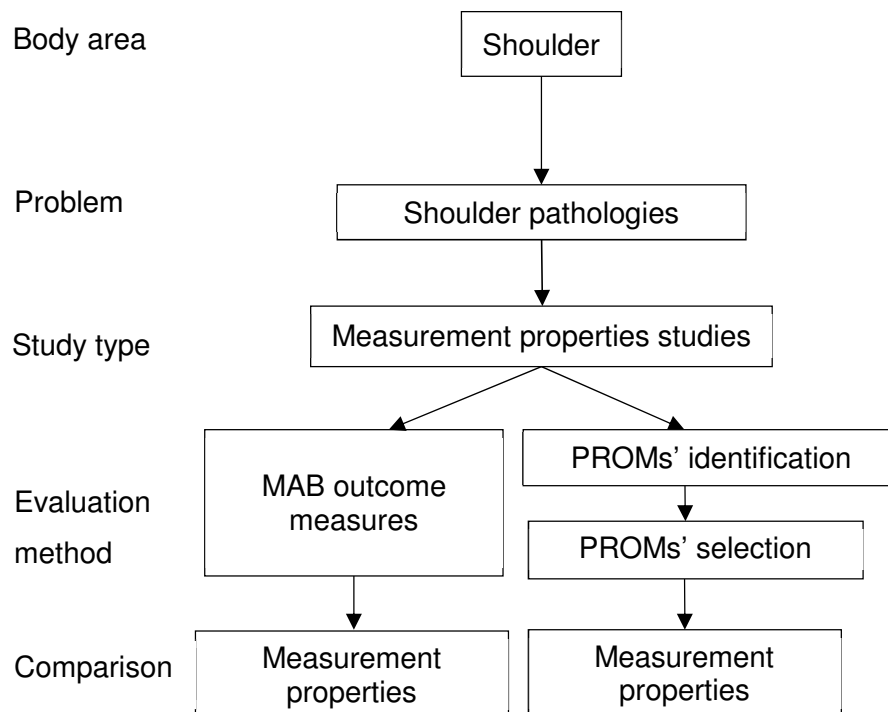 Body area
Shoulder
Problem
Shoulder pathologies
Study type
Measurement properties studies
Evaluation
method
MAB outcome
measures
PROMs’ identification
PROMs’ selection
Comparison
Measurement
properties
Measurement
properties